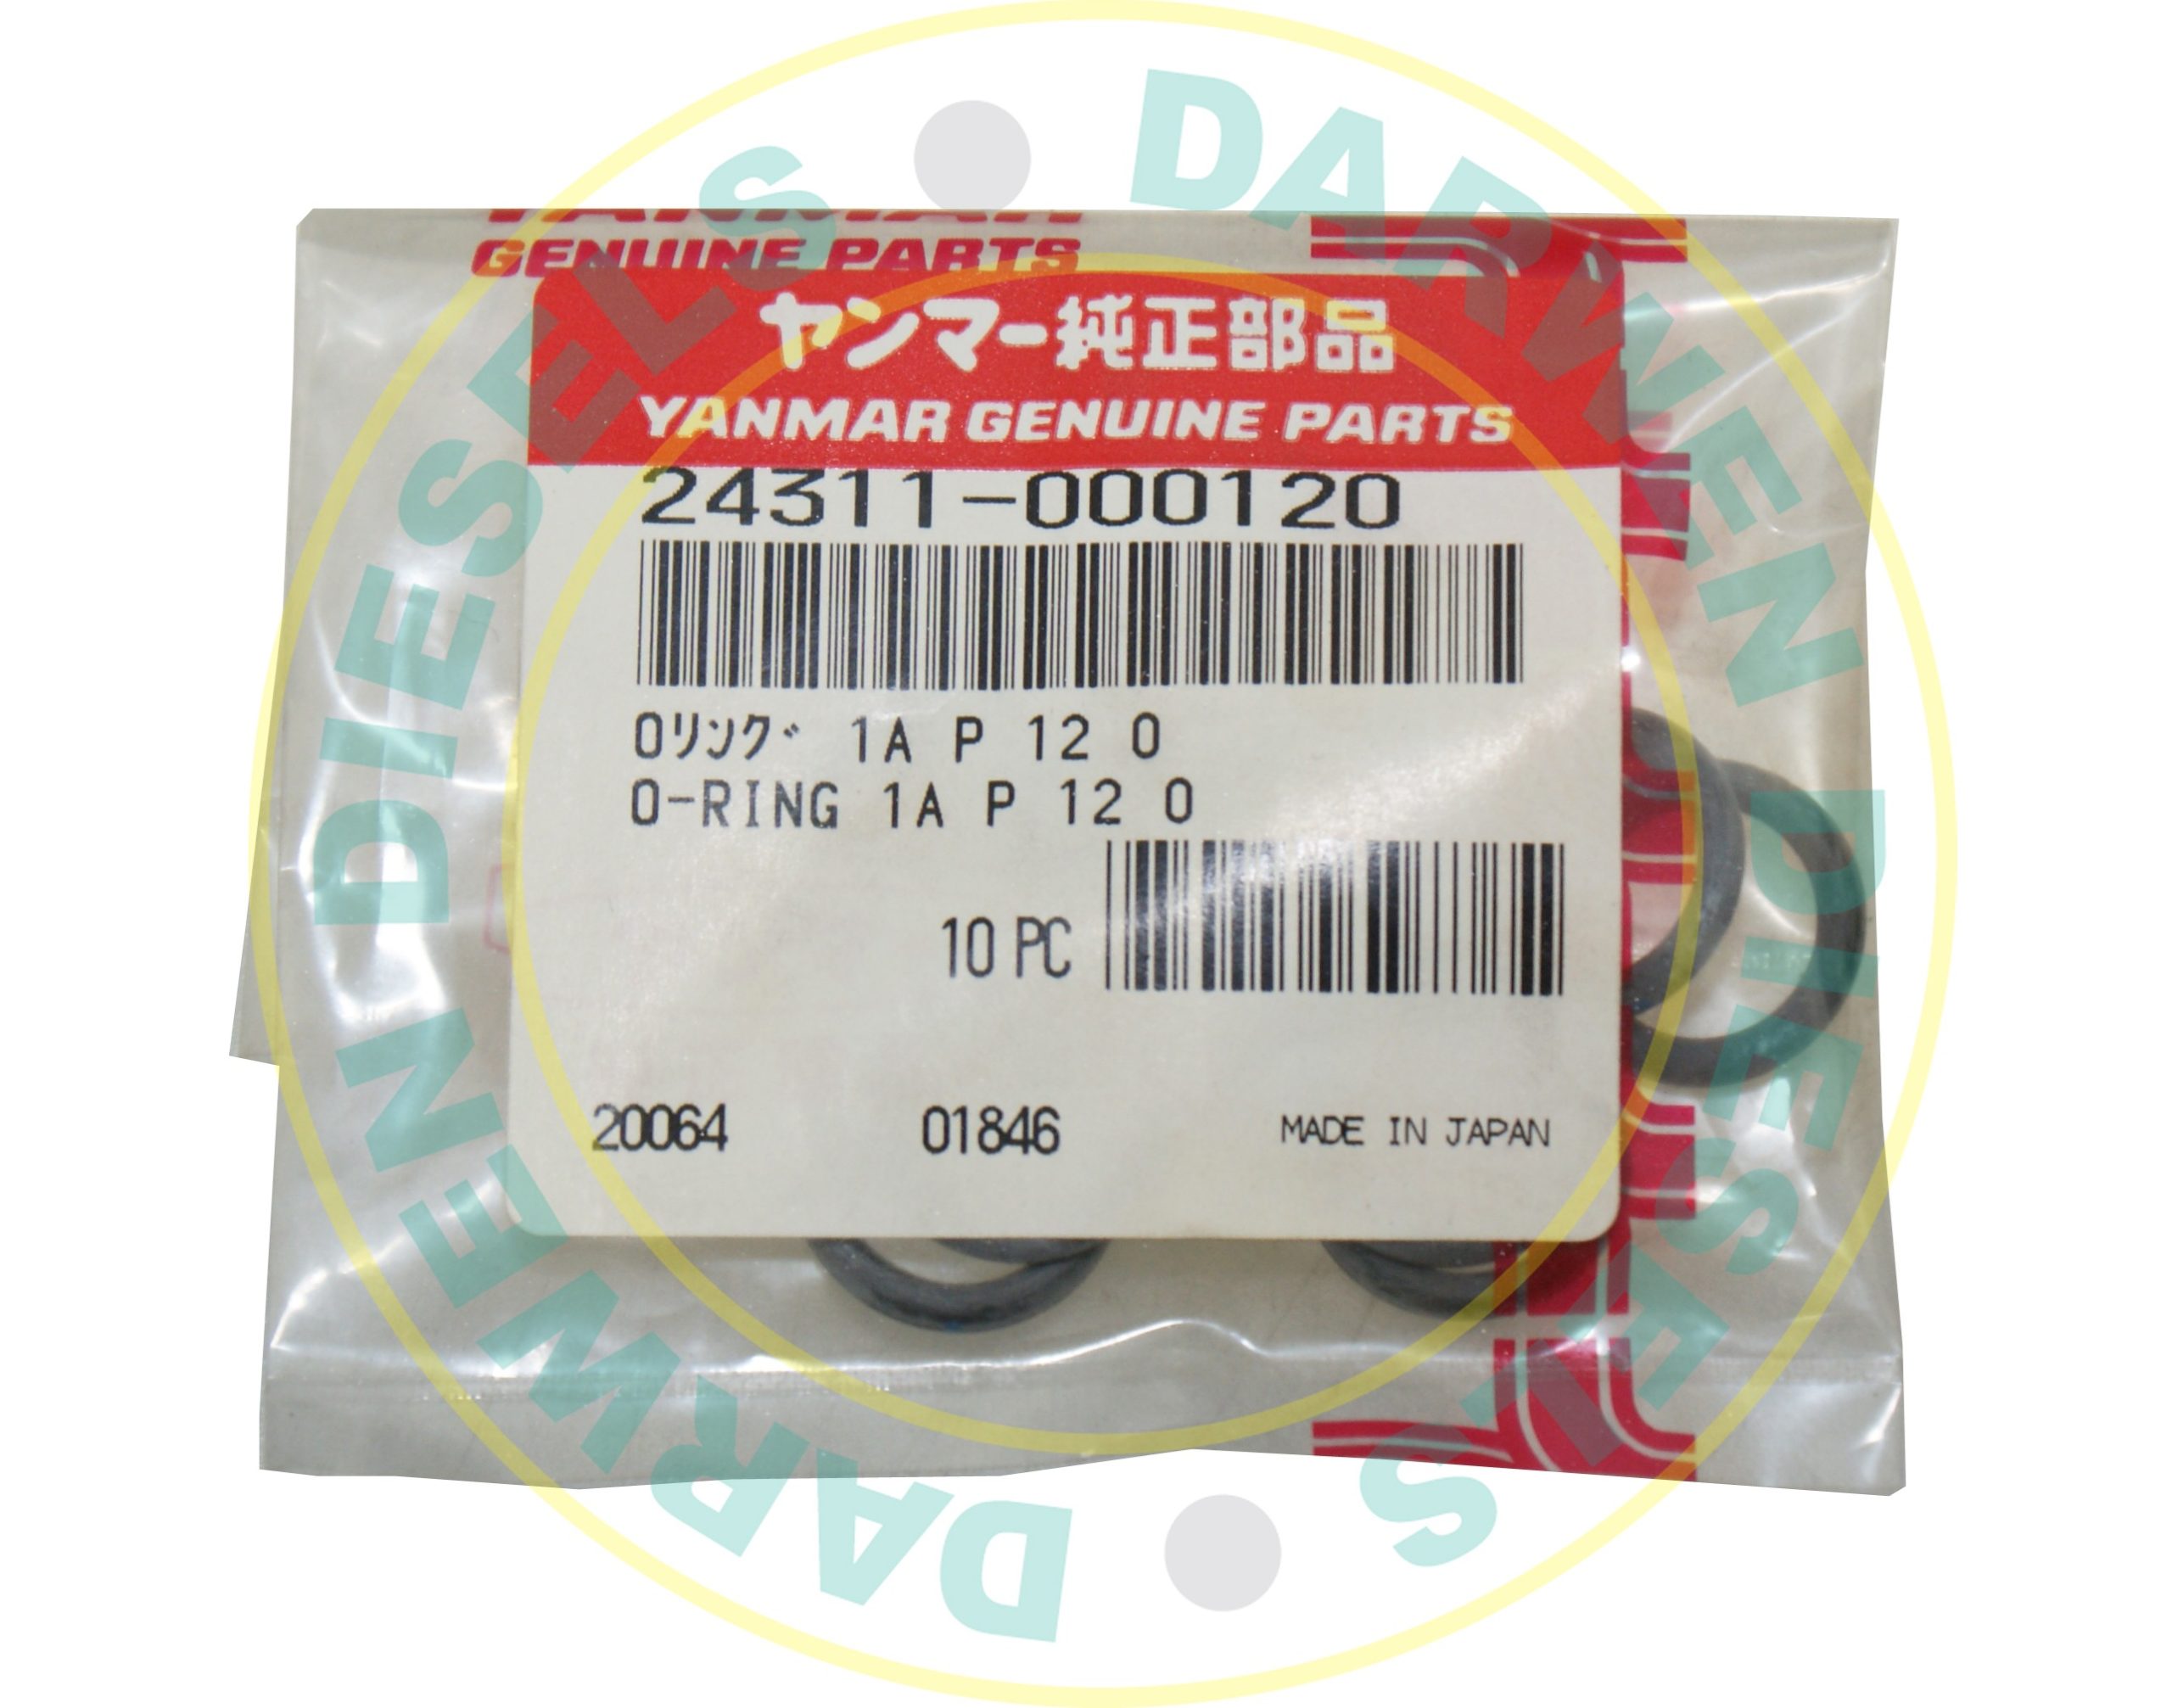 YANMAR
GENUINE PARTS
ヤンマー純正部品
YANMAR GENUINE PARTS
24311-000120
Oリング 1A P 12 0
O-RING 1A P 12 0
10 PC
20064 01846 MADE IN JAPAN
DARWEN DIESELS
DARWEN DIESELS